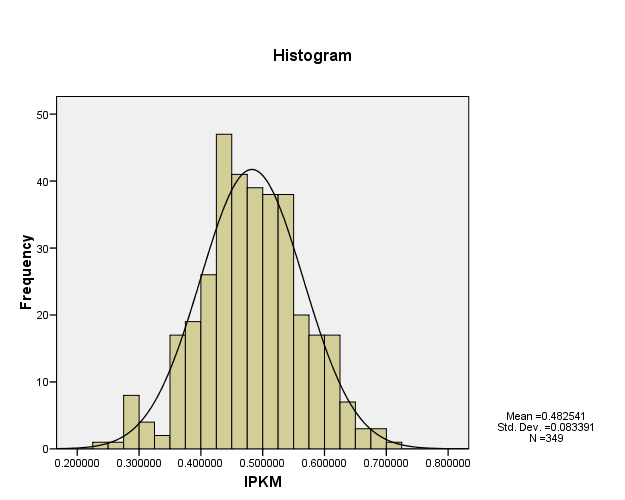 Histogram
50
40
30
20
10
0
Frequency
0.200000 0.300000 0.400000 0.500000 0.600000 0.700000 0.800000
IPKM
Mean =0.482541
Std. Dev. =0.083391
N =349